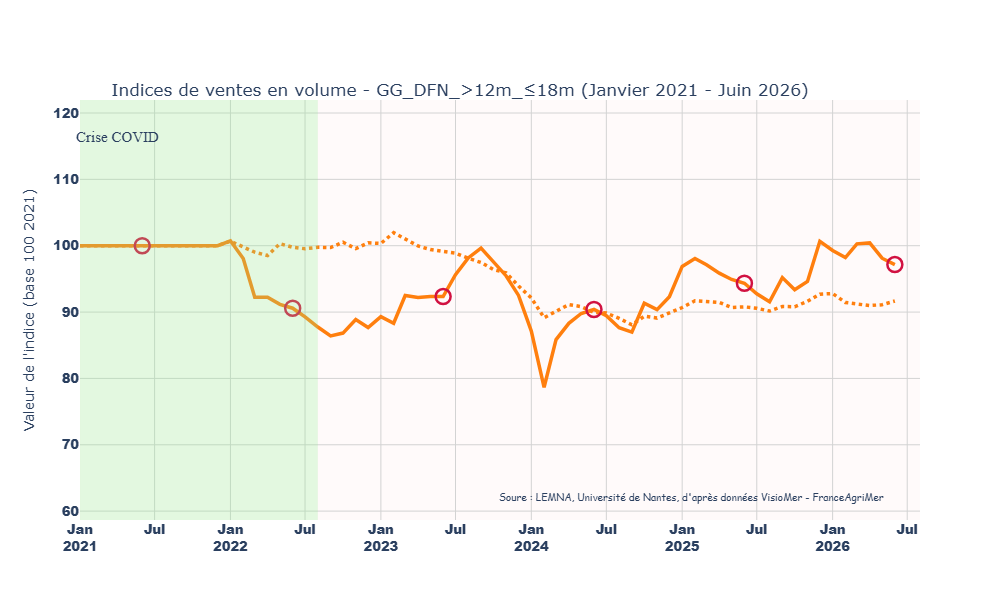 Indices de ventes en volume - GG_DFN_>12m_≤18m (Janvier 2021 - Juin 2026)
120
Crise COVID
110
100
90
80
70
60
Valeur de l'indice (base 100 2021)
Soure : LEMNA, Université de Nantes, d'après données VisioMer - FranceAgriMer
Jan Jul Jan Jul Jan Jul Jan Jul Jan Jul Jan Jul
2021 2022 2023 2024 2025 2026